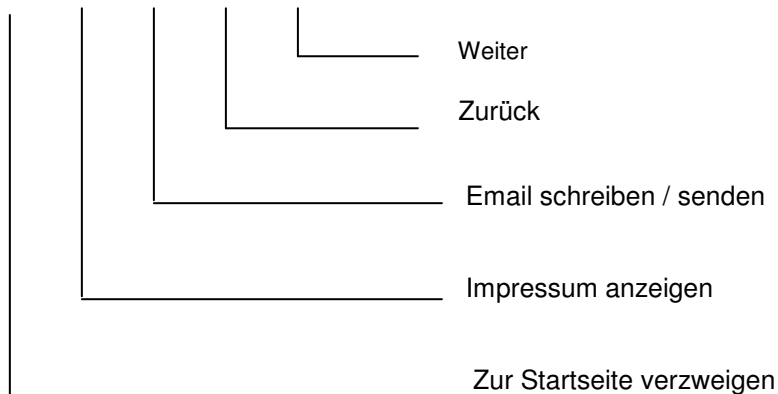 Weiter
Zurück
Email schreiben / senden
Impressum anzeigen
Zur Startseite verzweigen